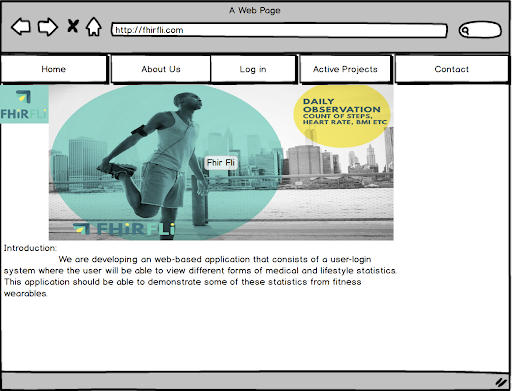 A Web Page
http://fhirfli.com
Home
About Us
Log in
Active Projects
Contact
FHiRFLi
DAILY
OBSERVATION
COUNT OF STEPS,
HEART RATE, BMI ETC
Fhir Fli
FHiRFLi
Introduction:
We are developing an web-based application that consists of a user-login
system where the user will be able to view different forms of medical and lifestyle statistics.
This application should be able to demonstrate some of these statistics from fitness
wearables.